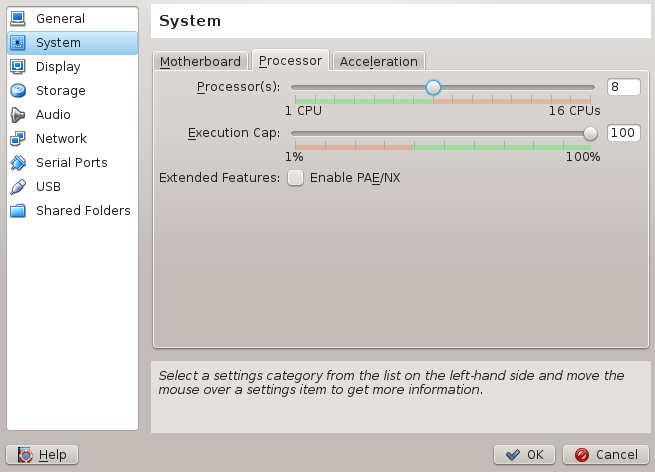 General
System
Display
Storage
Audio
Network
Serial Ports
USB
Shared Folders
System
Motherboard Processor Acceleration
Processor(s): 8
1 CPU 16 CPUs
Execution Cap: 100
1% 100%
Extended Features: Enable PAE/NX
Select a settings category from the list on the left-hand side and move the
mouse over a settings item to get more information.
Help OK Cancel